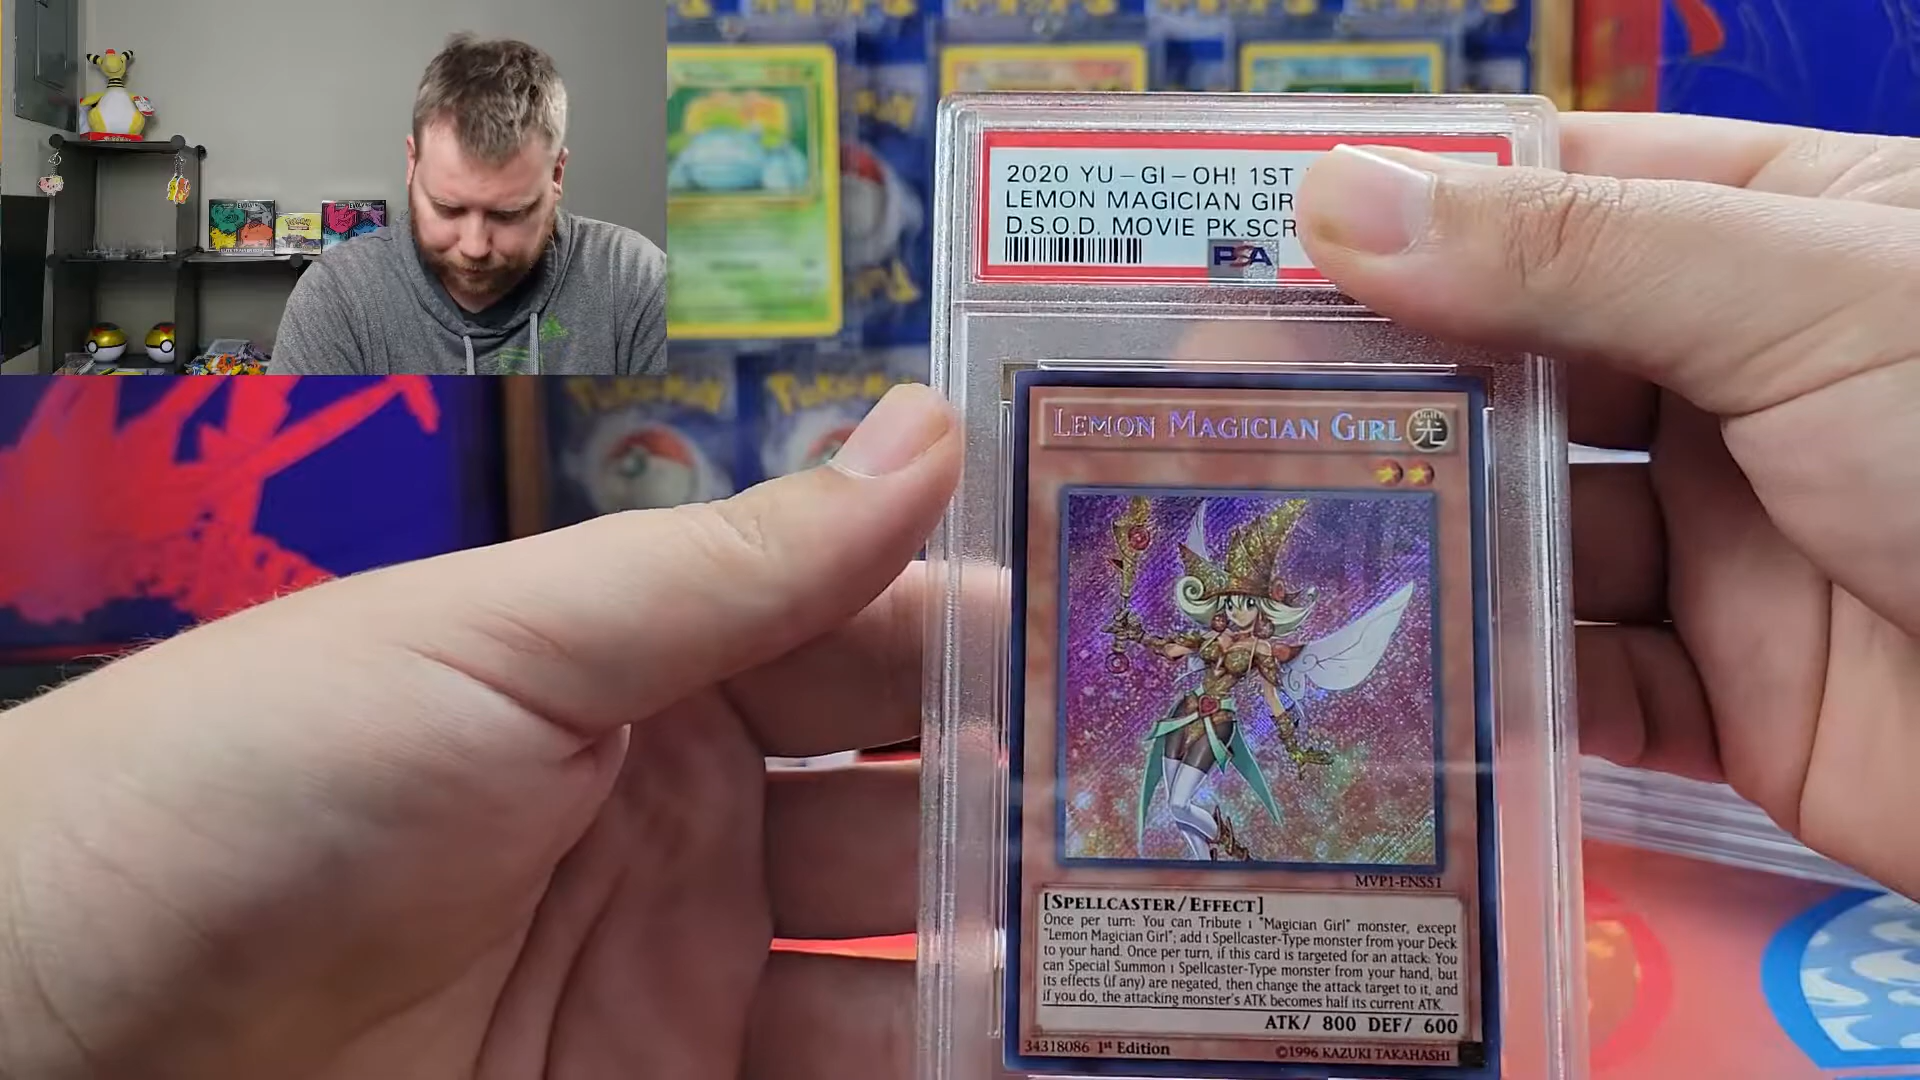 2020 YU-GI-OH! 1ST
LEMON MAGICIAN GIR
D.S.O.D. MOVIE PK.SCR
PSA
LEMON MAGICIAN GIRL
LIGHT
光
MVP1-ENS51
[SPELLCASTER/EFFECT]
Once per turn: You can Tribute 1 "Magician Girl" monster, except
"Lemon Magician Girl"; add 1 Spellcaster-Type monster from your Deck
to your hand. Once per turn, if this card is targeted for an attack: You
can Special Summon 1 Spellcaster-Type monster from your hand, but
its effects (if any) are negated, then change the attack target to it, and
if you do, the attacking monster's ATK becomes half its current ATK.
ATK/ 800 DEF/ 600
34318086 1st Edition
©1996 KAZUKI TAKAHASHI